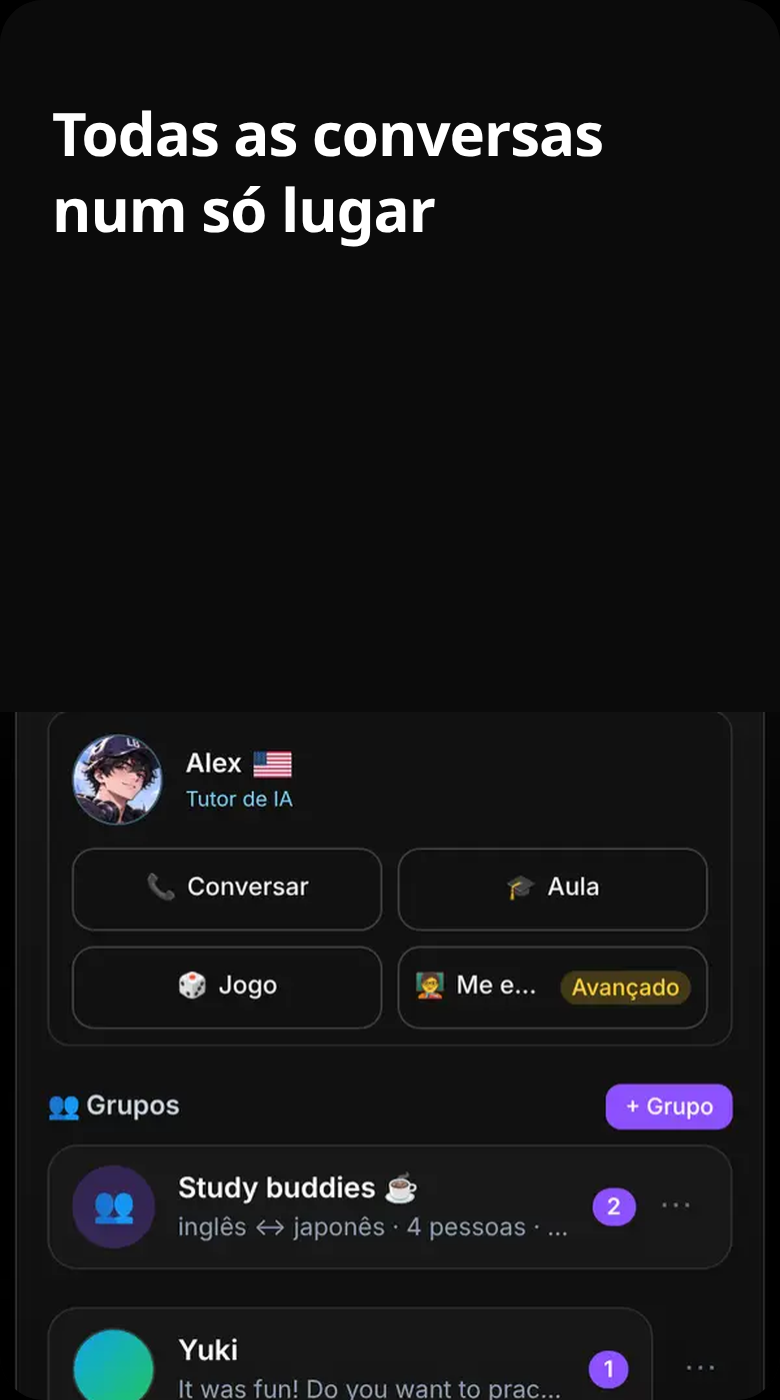 Todas as conversas
num só lugar
LB
Alex 🇺🇸
Tutor de IA
📞 Conversar
🎓 Aula
🎲 Jogo
🧑‍🏫 Me e... Avançado
👥 Grupos
+ Grupo
Study buddies ☕
inglês ↔ japonês · 4 pessoas · ...
2
...
Yuki
It was fun! Do you want to prac...
1
...